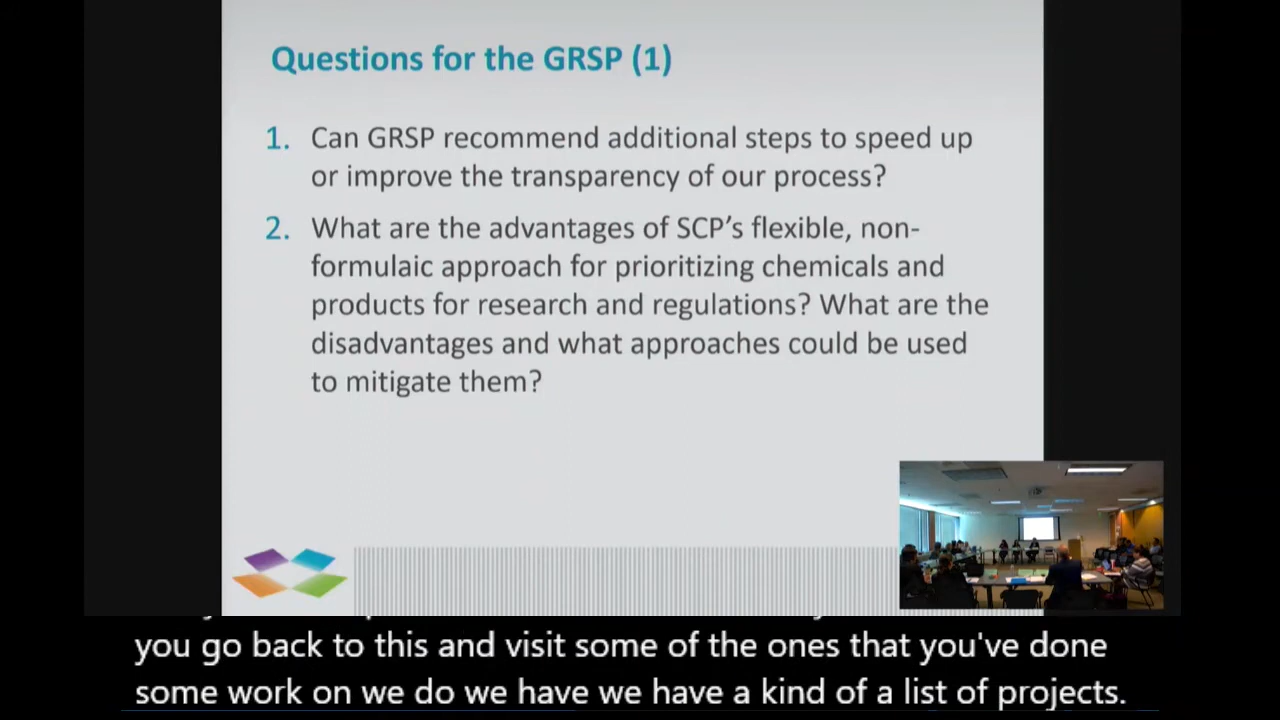 Questions for the GRSP (1)
1. Can GRSP recommend additional steps to speed up
or improve the transparency of our process?
2. What are the advantages of SCP's flexible, non-
formulaic approach for prioritizing chemicals and
products for research and regulations? What are the
disadvantages and what approaches could be used
to mitigate them?
you go back to this and visit some of the ones that you've done
some work on we do we have we have a kind of a list of projects.